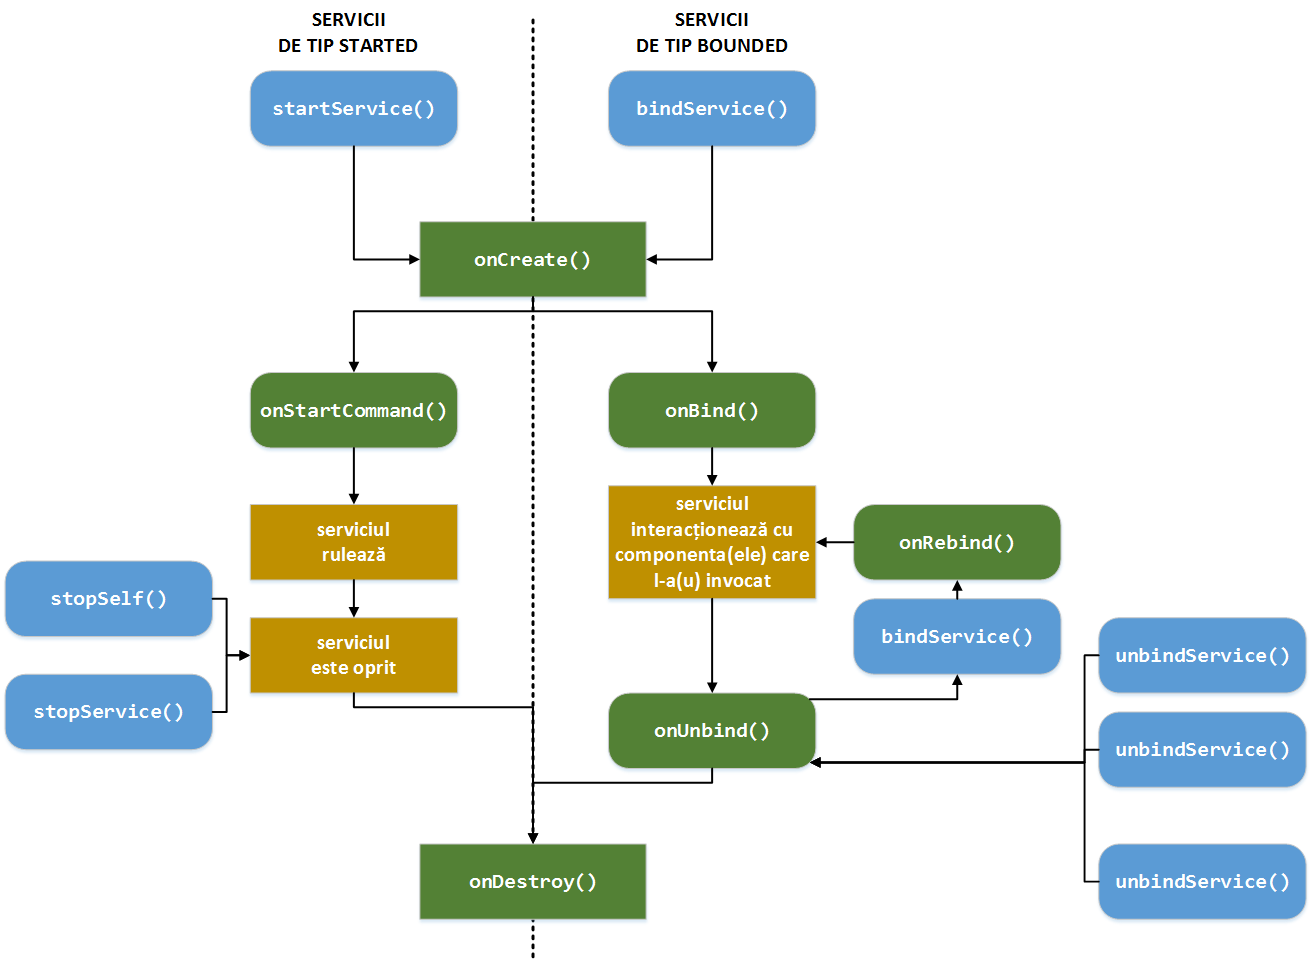 SERVICII
DE TIP STARTED
SERVICII
DE TIP BOUNDED
startService()
bindService()
onCreate()
onStartCommand()
onBind()
serviciul
rulează
serviciul
interacționează cu
componenta(ele) care
l-a(u) invocat
onRebind()
stopSelf()
serviciul
este oprit
bindService()
unbindService()
stopService()
onUnbind()
unbindService()
onDestroy()
unbindService()